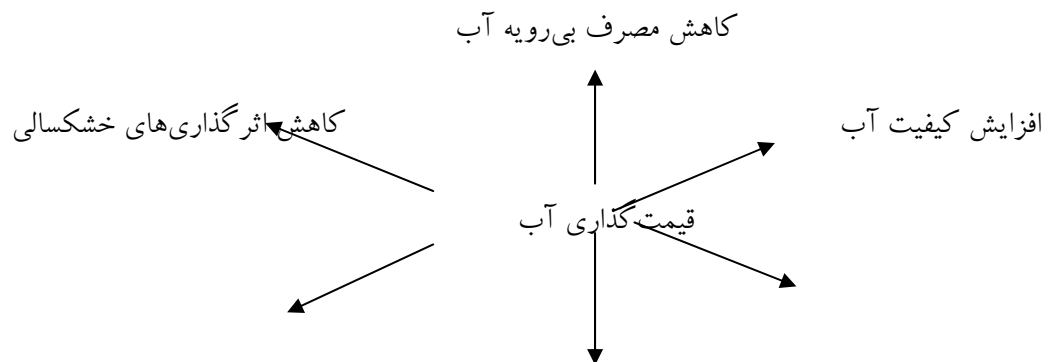 کاهش مصرف بی‌رویه آب
افزایش کیفیت آب
کاهش اثرگذاری‌های خشکسالی
قیمت‌گذاری آب